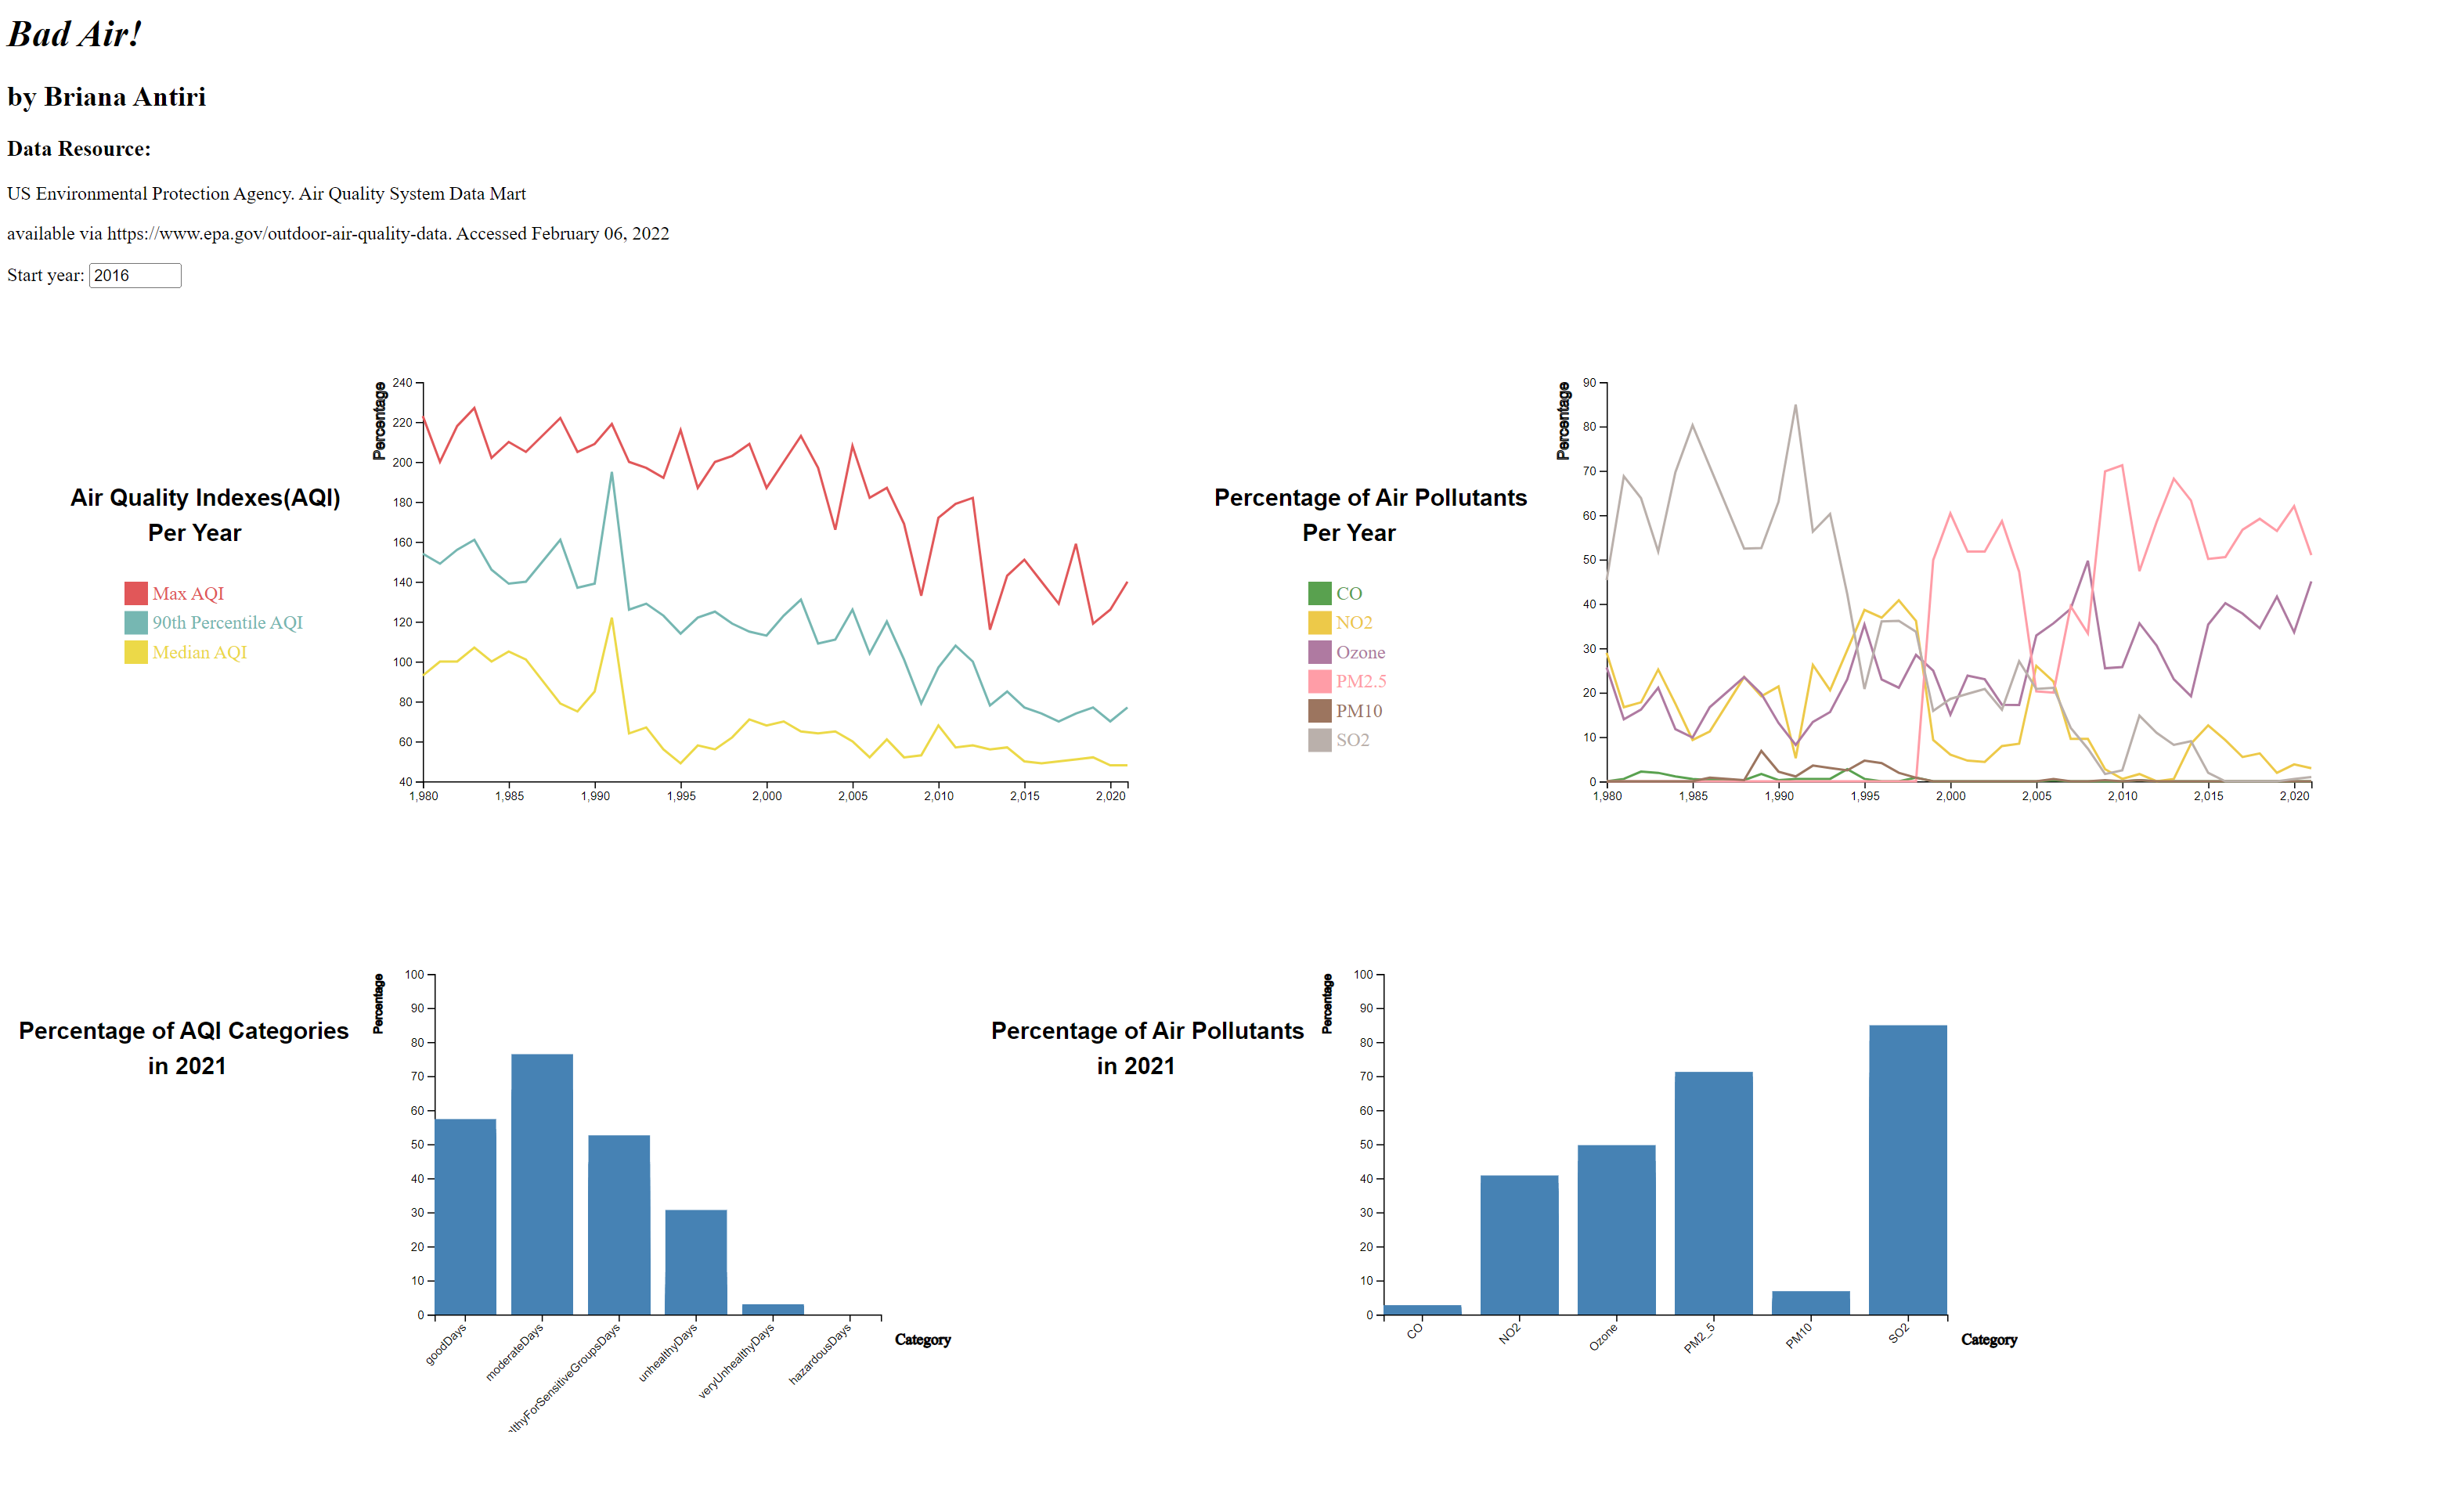 Bad Air!
by Briana Antiri
Data Resource:
US Environmental Protection Agency. Air Quality System Data Mart
available via https://www.epa.gov/outdoor-air-quality-data. Accessed February 06, 2022
Start year: 2016
Air Quality Indexes(AQI)
Per Year
Max AQI
90th Percentile AQI
Median AQI
Percentage
240
220
200
180
160
140
120
100
80
60
40
1,980 1,985 1,990 1,995 2,000 2,005 2,010 2,015 2,020
Percentage of Air Pollutants
Per Year
CO
NO2
Ozone
PM2.5
PM10
SO2
Percentage
90
80
70
60
50
40
30
20
10
0
1,980 1,985 1,990 1,995 2,000 2,005 2,010 2,015 2,020
Percentage of AQI Categories
in 2021
Percentage
100
90
80
70
60
50
40
30
20
10
0
goodDays
moderateDays
althyForSensitiveGroupsDays
unhealthyDays
veryUnhealthyDays
hazardousDays
Category
Percentage of Air Pollutants
in 2021
Percentage
100
90
80
70
60
50
40
30
20
10
0
CO
NO2
Ozone
PM2_5
PM10
SO2
Category